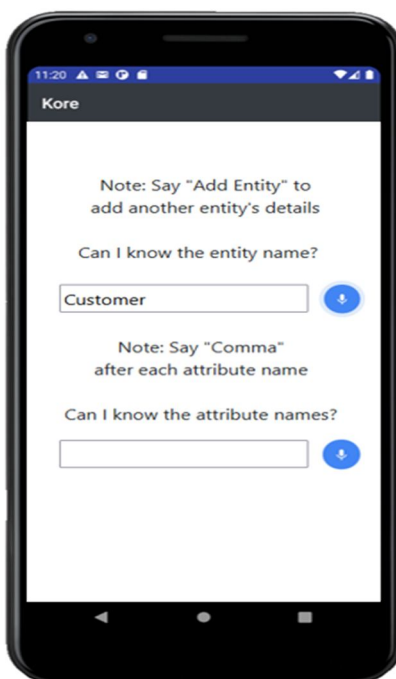 11:20
Kore
Note: Say "Add Entity" to
add another entity's details
Can I know the entity name?
Customer
Note: Say "Comma"
after each attribute name
Can I know the attribute names?